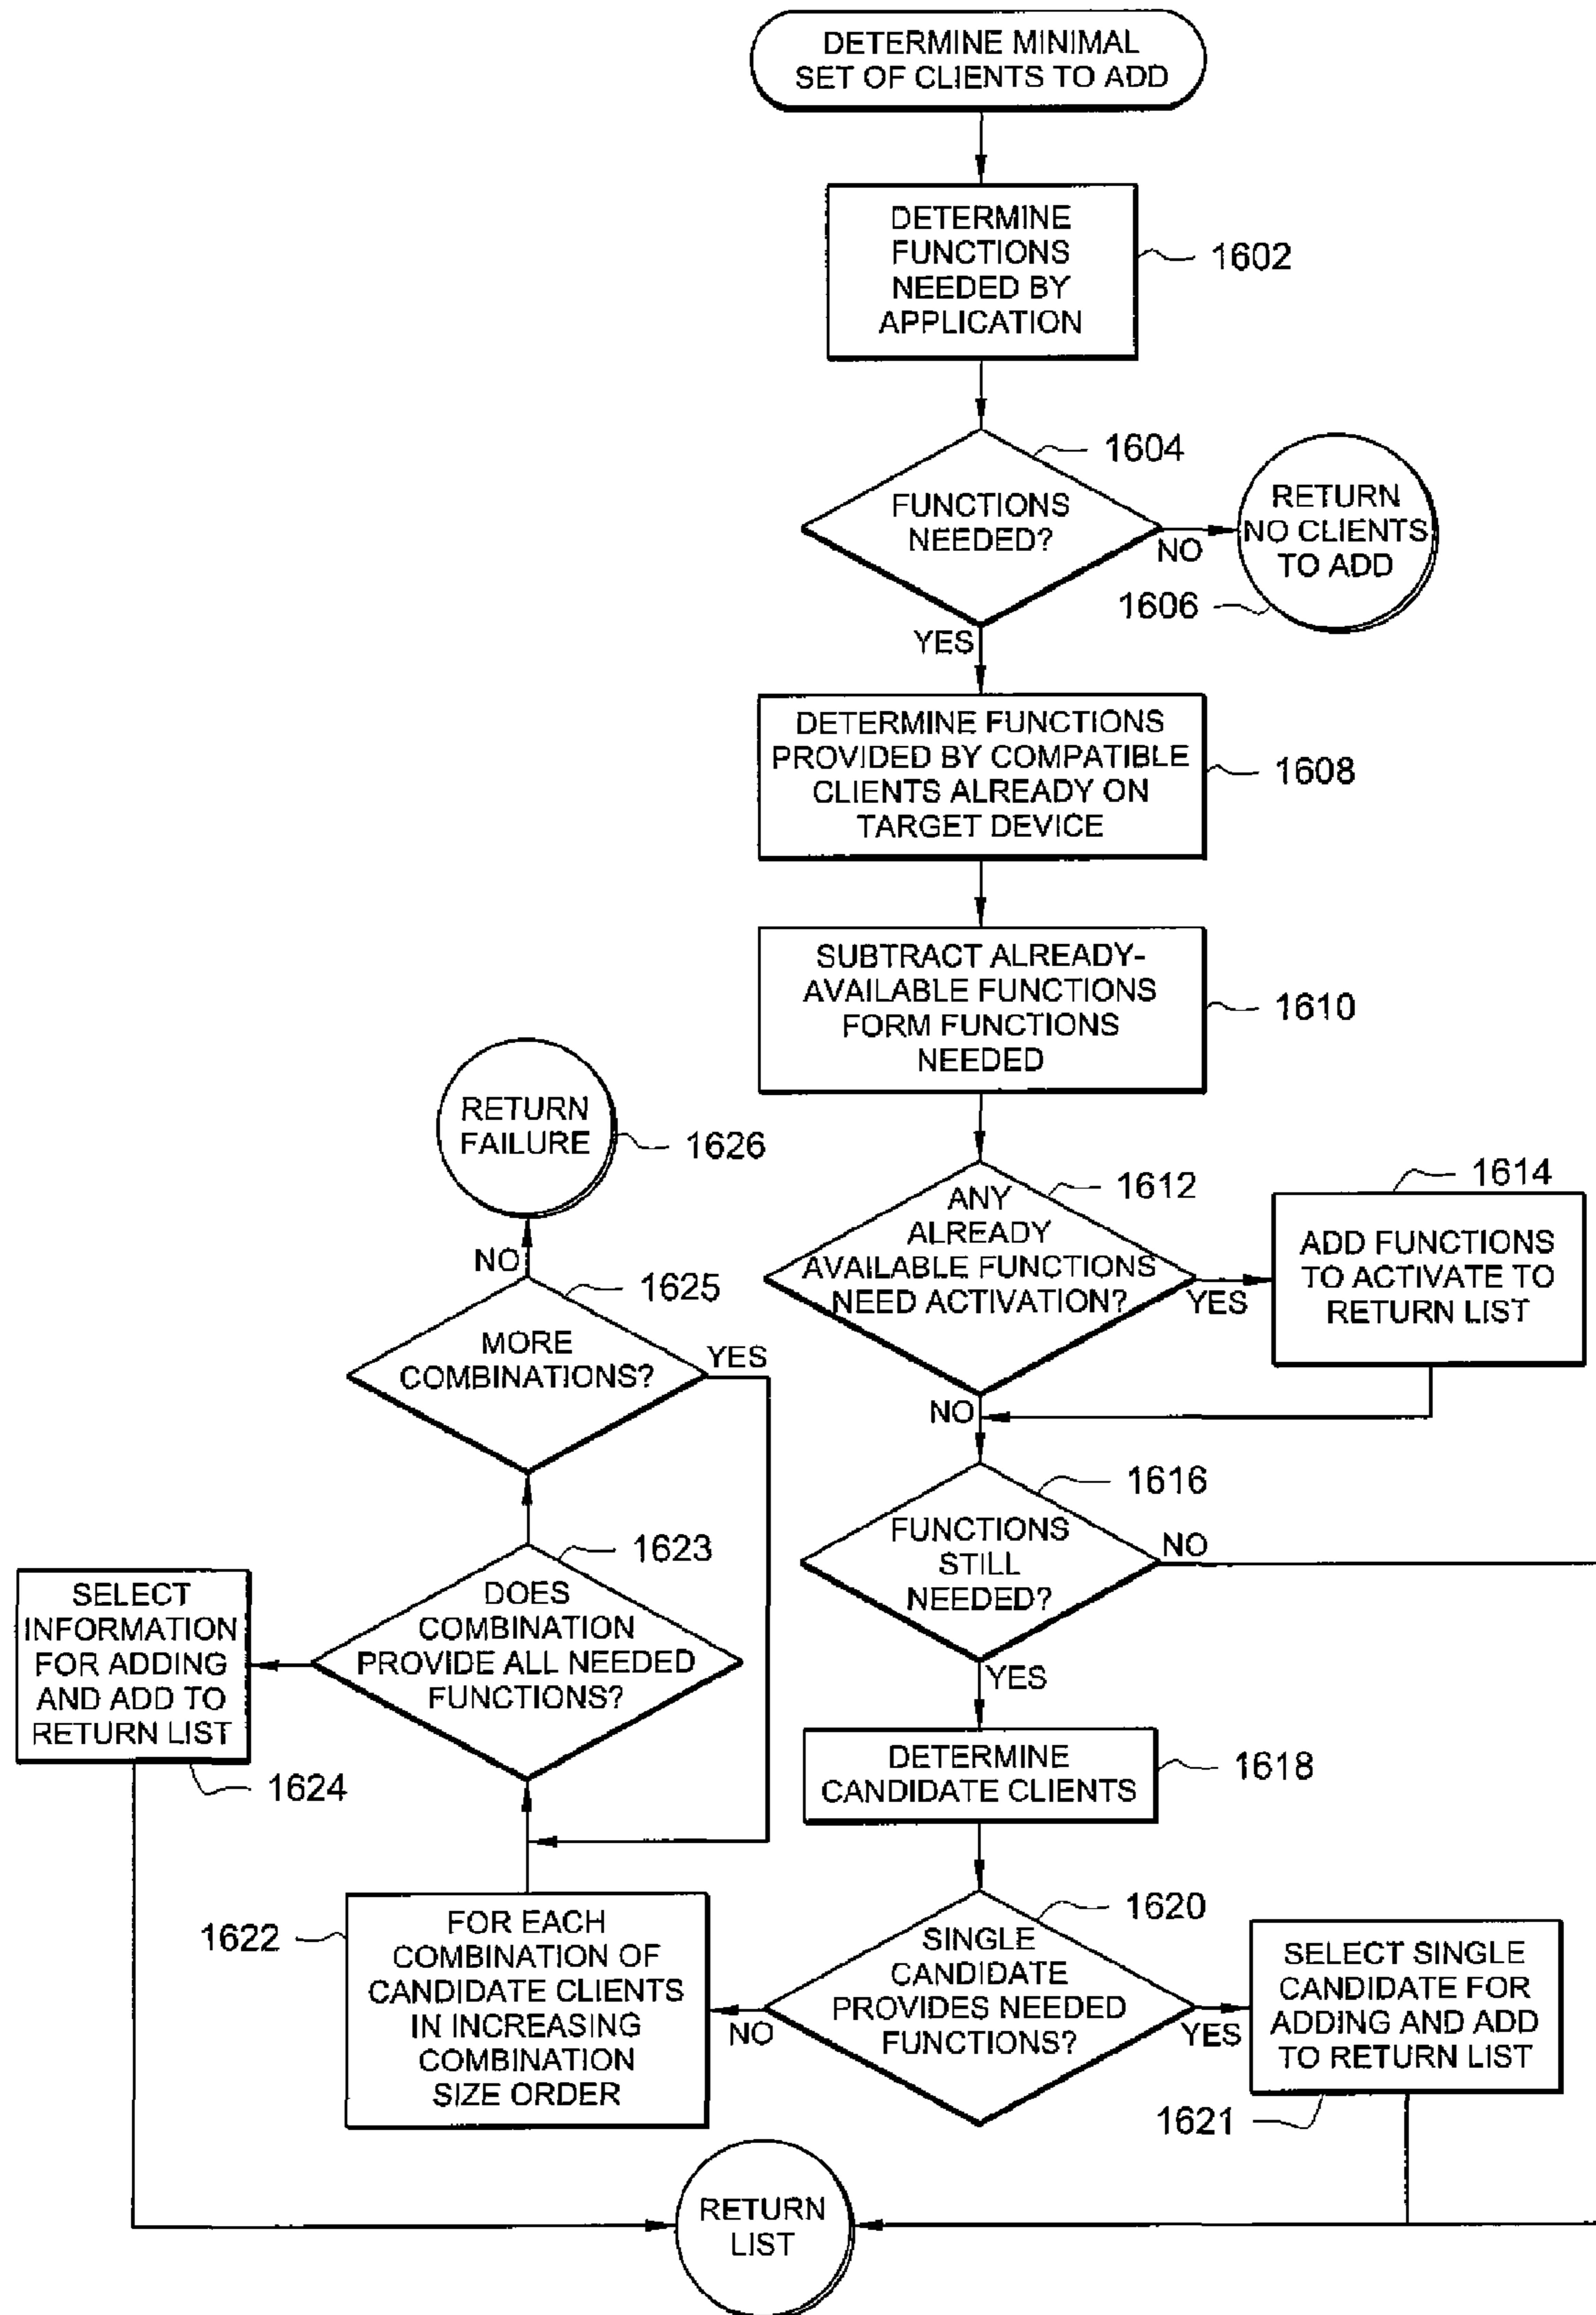 DETERMINE MINIMAL
SET OF CLIENTS TO ADD
DETERMINE
FUNCTIONS
NEEDED BY
APPLICATION
1602
1604
FUNCTIONS
NEEDED?
NO
YES
RETURN
NO CLIENTS
TO ADD
1606
DETERMINE FUNCTIONS
PROVIDED BY COMPATIBLE
CLIENTS ALREADY ON
TARGET DEVICE
1608
SUBTRACT ALREADY-
AVAILABLE FUNCTIONS
FORM FUNCTIONS
NEEDED
1610
ANY
ALREADY
AVAILABLE FUNCTIONS
NEED ACTIVATION?
1612
YES
NO
1614
ADD FUNCTIONS
TO ACTIVATE TO
RETURN LIST
1616
FUNCTIONS
STILL
NEEDED?
NO
YES
DETERMINE
CANDIDATE CLIENTS
1618
1620
SINGLE
CANDIDATE
PROVIDES NEEDED
FUNCTIONS?
YES
NO
SELECT SINGLE
CANDIDATE FOR
ADDING AND ADD
TO RETURN LIST
1621
1622
FOR EACH
COMBINATION OF
CANDIDATE CLIENTS
IN INCREASING
COMBINATION
SIZE ORDER
1623
DOES
COMBINATION
PROVIDE ALL NEEDED
FUNCTIONS?
SELECT
INFORMATION
FOR ADDING
AND ADD TO
RETURN LIST
1624
1625
MORE
COMBINATIONS?
YES
NO
RETURN
FAILURE
1626
RETURN
LIST